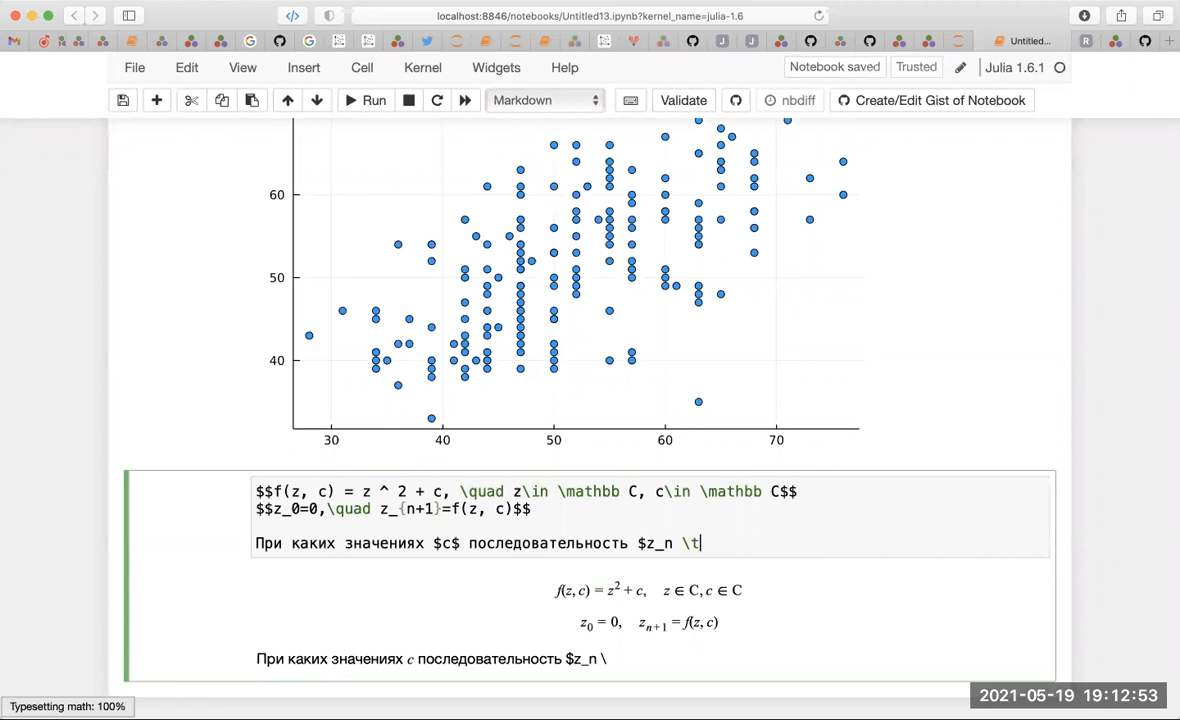 localhost:8846/notebooks/Untitled13.ipynb?kernel_name=julia-1.6
Untitled...
File Edit View Insert Cell Kernel Widgets Help Notebook saved Trusted Julia 1.6.1
Run Markdown Validate nbdiff Create/Edit Gist of Notebook
60
50
40
30 40 50 60 70
$$f(z, c) = z ^ 2 + c, \quad z\in \mathbb C, c\in \mathbb C$$
$$z_0=0,\quad z_{n+1}=f(z, c)$$
При каких значениях $c$ последовательность $z_n \t
f(z, c) = z² + c, z ∈ C, c ∈ C
z₀ = 0, zₙ₊₁ = f(z, c)
При каких значениях c последовательность $z_n \
Typesetting math: 100%
2021-05-19 19:12:53